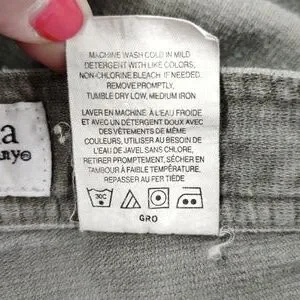 MACHINE WASH COLD IN MILD
DETERGENT WITH LIKE COLORS,
NON-CHLORINE BLEACH IF NEEDED.
REMOVE PROMPTLY,
TUMBLE DRY LOW, MEDIUM IRON
LAVER EN MACHINE À L'EAU FROIDE
ET AVEC UN DÉTERGENT DOUX AVEC
DES VÊTEMENTS DE MÊME
COULEURS, UTILISER AU BESOIN DE
L'EAU DE JAVEL SANS CHLORE,
RETIRER PROMPTEMENT, SÉCHER EN
TAMBOUR À FAIBLE TEMPÉRATURE,
REPASSER AU FER TIÈDE
30C
GRO
a
any®